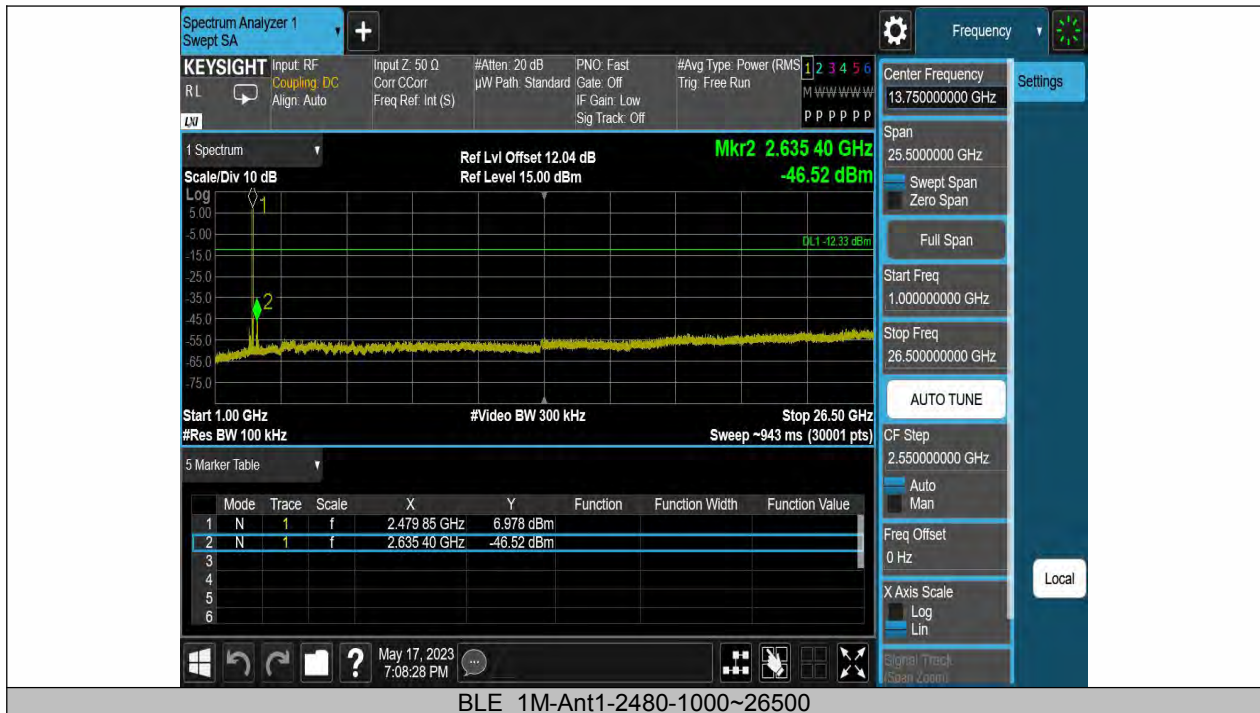 Spectrum Analyzer 1
Swept SA
+
Frequency
KEYSIGHT
RL
LXI
Input: RF
Coupling: DC
Align: Auto
Input Z: 50 Ω
Corr CCorr
Freq Ref: Int (S)
#Atten: 20 dB
µW Path: Standard
PNO: Fast
Gate: Off
IF Gain: Low
Sig Track: Off
#Avg Type: Power (RMS
Trig: Free Run
1 2 3 4 5 6
M W W W W W
P P P P P P
1 Spectrum
Scale/Div 10 dB
Ref Lvl Offset 12.04 dB
Ref Level 15.00 dBm
Mkr2 2.635 40 GHz
-46.52 dBm
Log
5.00
-5.00
-15.0
-25.0
-35.0
-45.0
-55.0
-65.0
-75.0
1
2
DL1 -12.33 dBm
Start 1.00 GHz
#Res BW 100 kHz
#Video BW 300 kHz
Stop 26.50 GHz
Sweep ~943 ms (30001 pts)
5 Marker Table
Mode Trace Scale X Y Function Function Width Function Value
1 N 1 f 2.479 85 GHz 6.978 dBm
2 N 1 f 2.635 40 GHz -46.52 dBm
3
4
5
6
Center Frequency
13.750000000 GHz
Span
25.5000000 GHz
Swept Span
Zero Span
Full Span
Start Freq
1.000000000 GHz
Stop Freq
26.500000000 GHz
AUTO TUNE
CF Step
2.550000000 GHz
Auto
Man
Freq Offset
0 Hz
X Axis Scale
Log
Lin
Signal Track
(Span Zoom)
Settings
Local
?
May 17, 2023
7:08:28 PM
BLE_1M-Ant1-2480-1000~26500